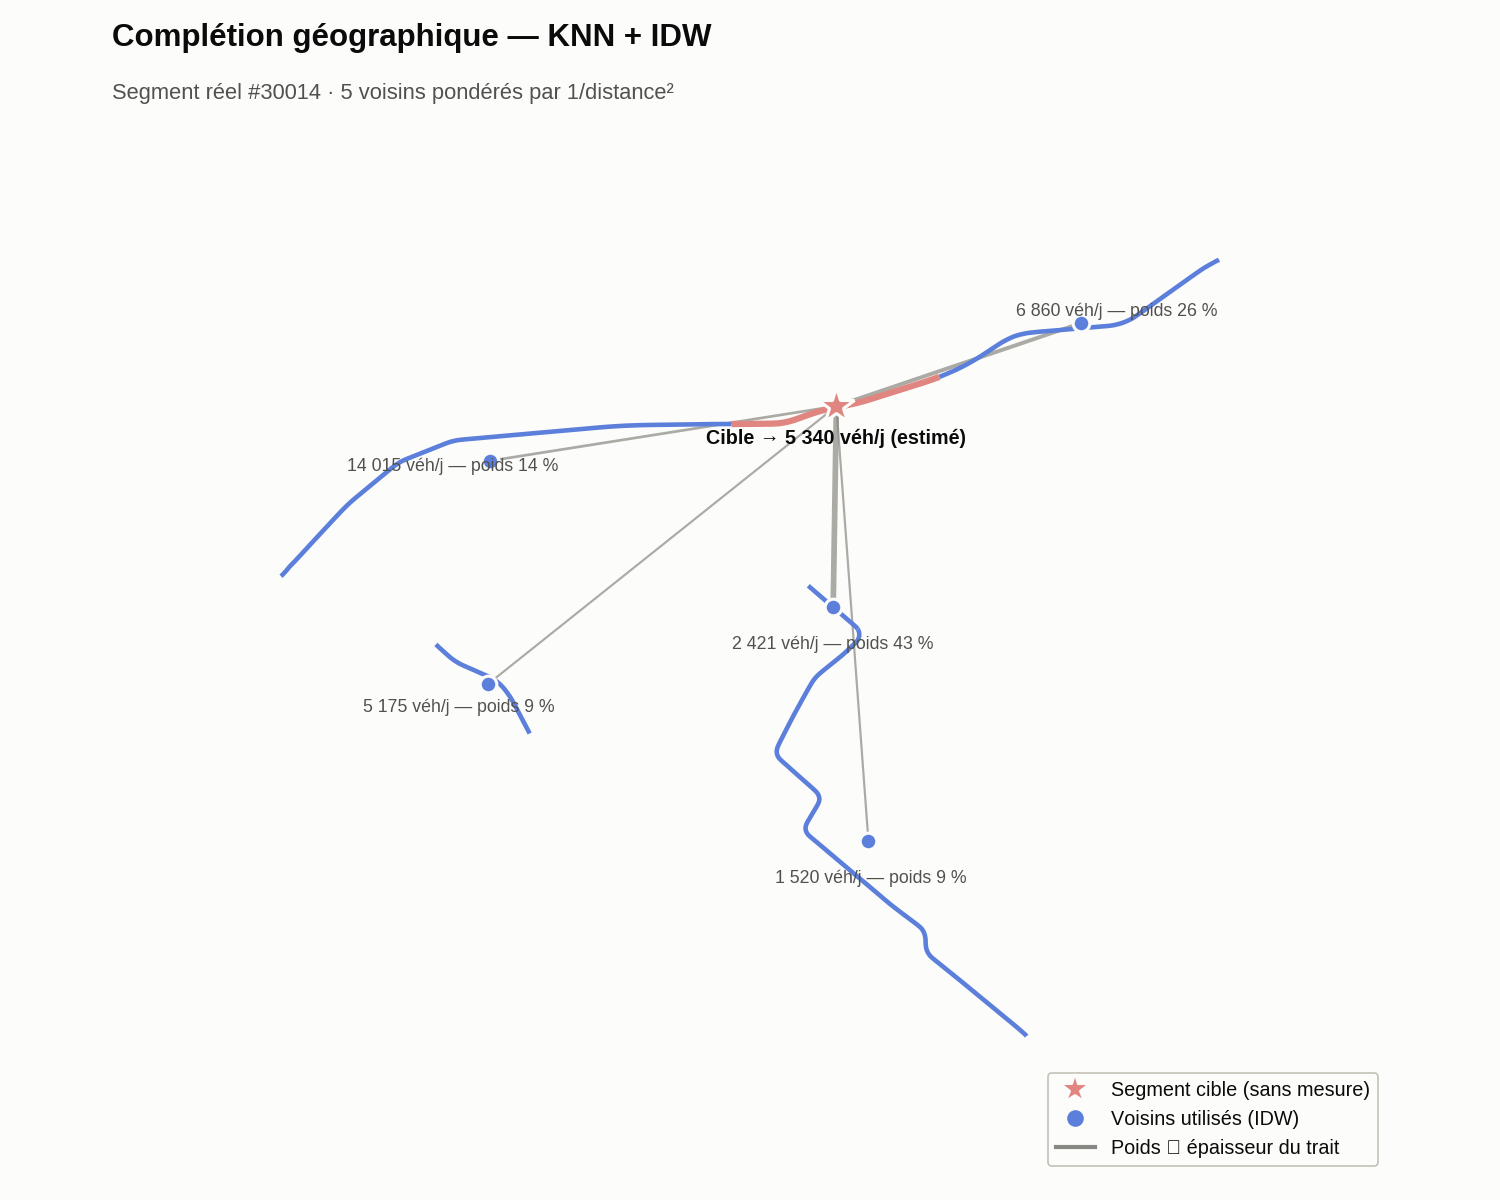 Complétion géographique — KNN + IDW
Segment réel #30014 · 5 voisins pondérés par 1/distance²
6 860 véh/j — poids 26 %
Cible → 5 340 véh/j (estimé)
14 015 véh/j — poids 14 %
2 421 véh/j — poids 43 %
5 175 véh/j — poids 9 %
1 520 véh/j — poids 9 %
Segment cible (sans mesure)
Voisins utilisés (IDW)
Poids □ épaisseur du trait